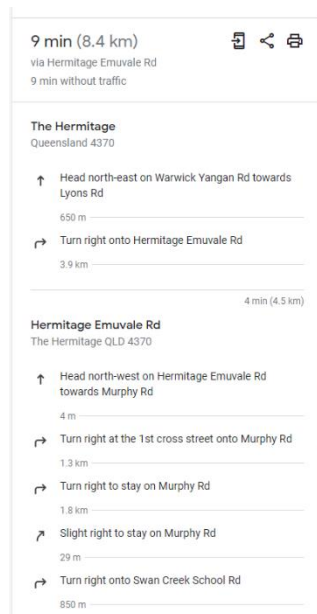 9 min (8.4 km)
via Hermitage Emuvale Rd
9 min without traffic
The Hermitage
Queensland 4370
Head north-east on Warwick Yangan Rd towards
Lyons Rd
650 m
Turn right onto Hermitage Emuvale Rd
3.9 km
4 min (4.5 km)
Hermitage Emuvale Rd
The Hermitage QLD 4370
Head north-west on Hermitage Emuvale Rd
towards Murphy Rd
4 m
Turn right at the 1st cross street onto Murphy Rd
1.3 km
Turn right to stay on Murphy Rd
1.8 km
Slight right to stay on Murphy Rd
29 m
Turn right onto Swan Creek School Rd
850 m